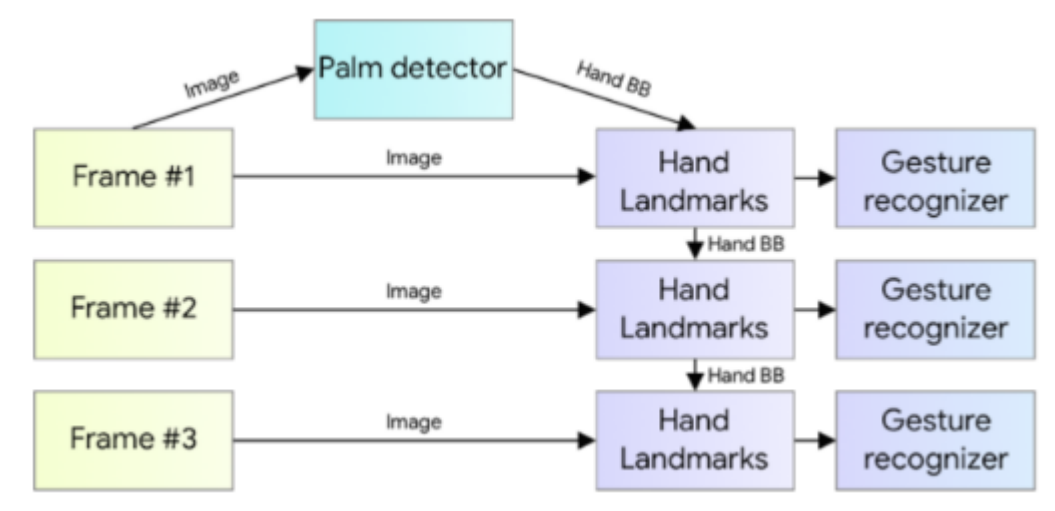 Palm detector
Image
Hand BB
Frame #1
Image
Hand
Landmarks
Gesture
recognizer
Hand BB
Frame #2
Image
Hand
Landmarks
Gesture
recognizer
Hand BB
Frame #3
Image
Hand
Landmarks
Gesture
recognizer